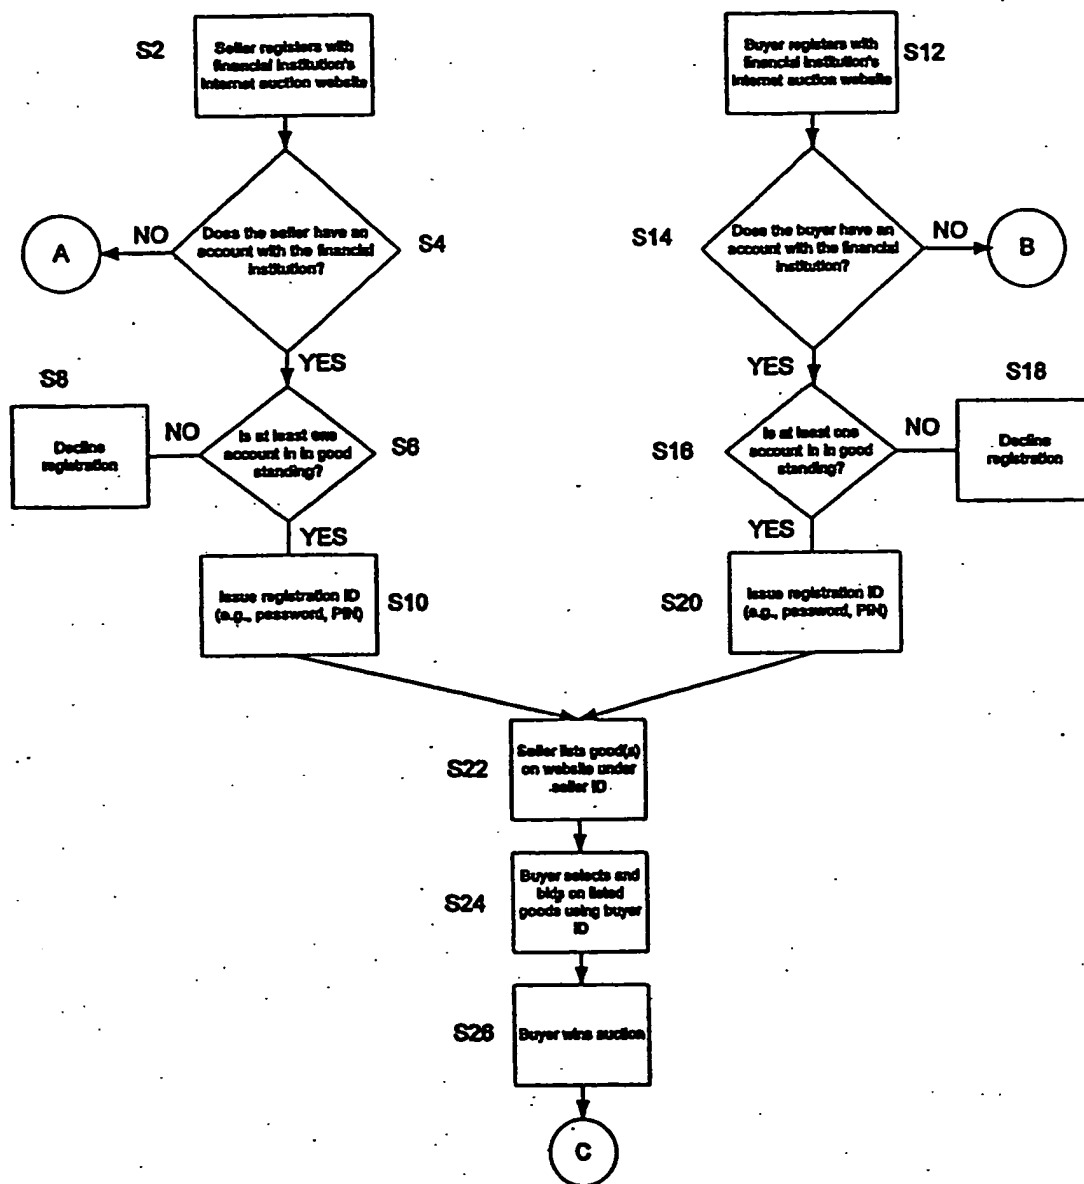 S2
Seller registers with
financial institution's
Internet auction website
Buyer registers with
financial institution's
Internet auction website
S12
A
NO
Does the seller have an
account with the financial
institution?
S4
S14
Does the buyer have an
account with the financial
institution?
NO
B
YES
YES
S8
Decline
registration
NO
Is at least one
account in in good
standing?
S6
S16
Is at least one
account in in good
standing?
NO
S18
Decline
registration
YES
YES
Issue registration ID
(e.g., password, PIN)
S10
S20
Issue registration ID
(e.g., password, PIN)
S22
Seller lists good(s)
on website under
seller ID
S24
Buyer selects and
bids on listed
goods using buyer
ID
S26
Buyer wins auction
C